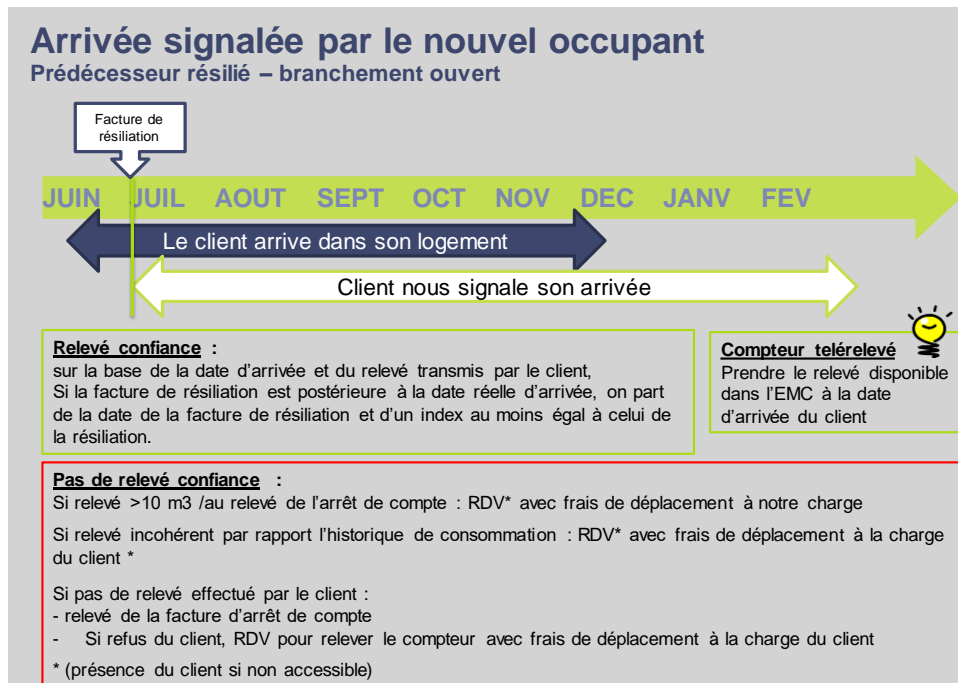 Arrivée signalée par le nouvel occupant
Prédécesseur résilié – branchement ouvert
Facture de
résiliation
JUIN JUIL AOUT SEPT OCT NOV DEC JANV FEV
Le client arrive dans son logement
Client nous signale son arrivée
Relevé confiance :
sur la base de la date d'arrivée et du relevé transmis par le client,
Si la facture de résiliation est postérieure à la date réelle d'arrivée, on part
de la date de la facture de résiliation et d'un index au moins égal à celui de
la résiliation.
Compteur telérelevé
Prendre le relevé disponible
dans l'EMC à la date
d'arrivée du client
Pas de relevé confiance :
Si relevé >10 m3 /au relevé de l'arrêt de compte : RDV* avec frais de déplacement à notre charge
Si relevé incohérent par rapport l'historique de consommation : RDV* avec frais de déplacement à la charge
du client *
Si pas de relevé effectué par le client :
- relevé de la facture d'arrêt de compte
- Si refus du client, RDV pour relever le compteur avec frais de déplacement à la charge du client
* (présence du client si non accessible)